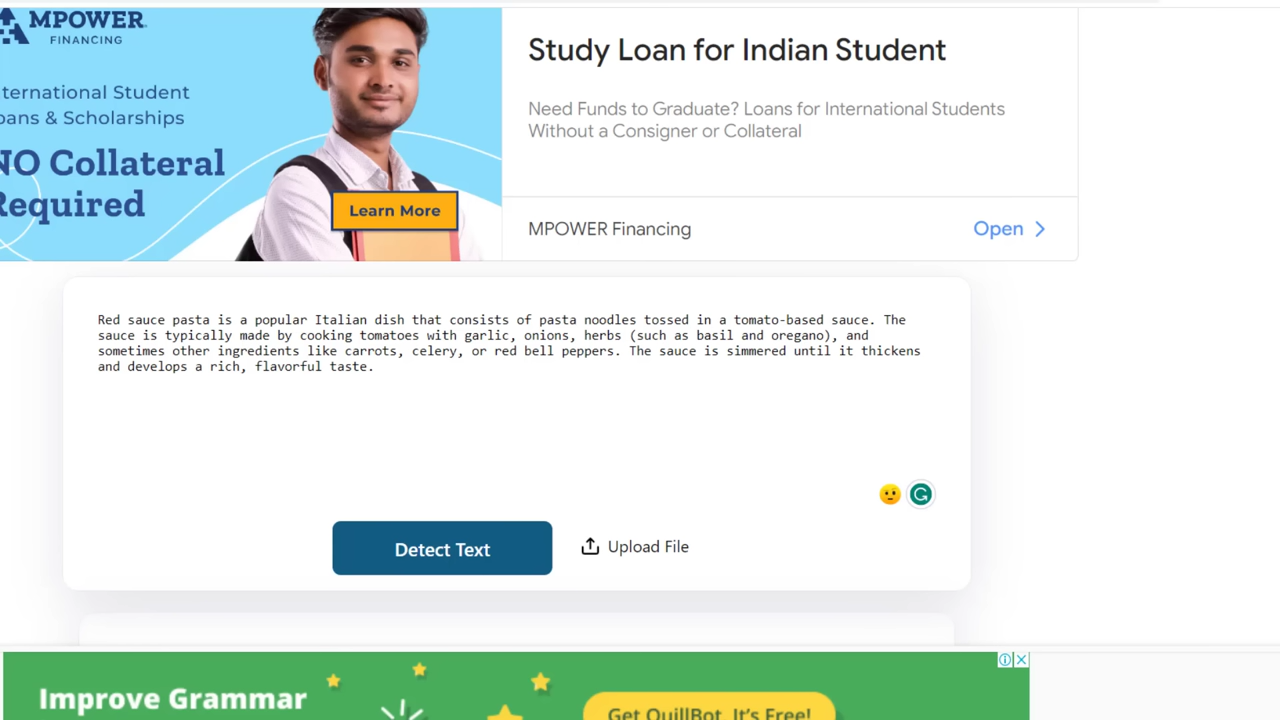 MPOWER
FINANCING
ternational Student
oans & Scholarships
NO Collateral
Required
Learn More
Study Loan for Indian Student
Need Funds to Graduate? Loans for International Students
Without a Consigner or Collateral
MPOWER Financing
Open
Red sauce pasta is a popular Italian dish that consists of pasta noodles tossed in a tomato-based sauce. The
sauce is typically made by cooking tomatoes with garlic, onions, herbs (such as basil and oregano), and
sometimes other ingredients like carrots, celery, or red bell peppers. The sauce is simmered until it thickens
and develops a rich, flavorful taste.
Detect Text
Upload File
Improve Grammar
Get QuillBot. It's Free!